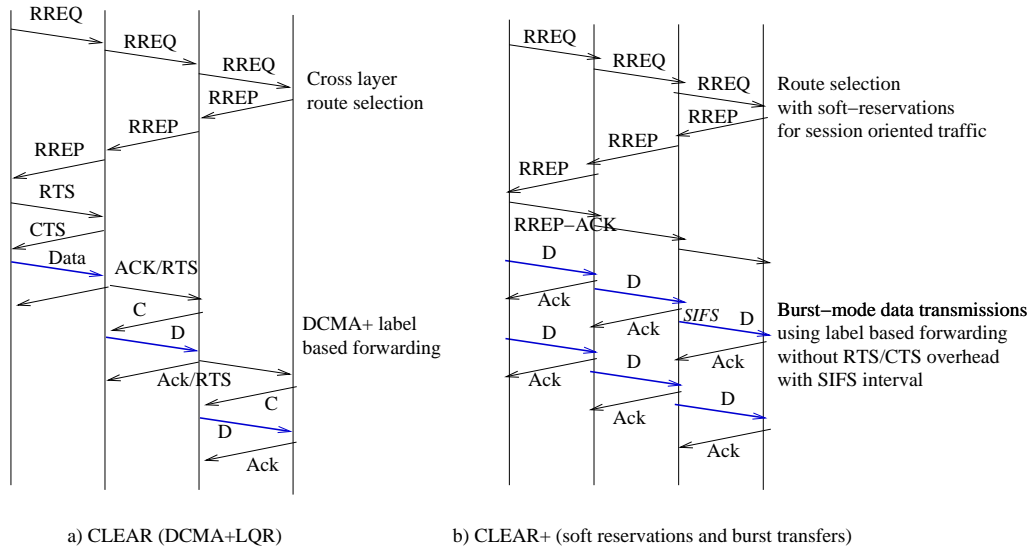 RREQ
RREQ
RREQ
Cross layer
route selection
RREP
RREP
RREP
RTS
CTS
Data
ACK/RTS
C
D
DCMA+ label
based forwarding
Ack/RTS
C
D
Ack
a) CLEAR (DCMA+LQR)
RREQ
RREQ
RREQ
Route selection
with soft−reservations
for session oriented traffic
RREP
RREP
RREP
RREP−ACK
D
Ack
D
Ack
SIFS
D
Ack
Burst−mode data transmissions
using label based forwarding
without RTS/CTS overhead
with SIFS interval
D
Ack
D
Ack
D
Ack
b) CLEAR+ (soft reservations and burst transfers)